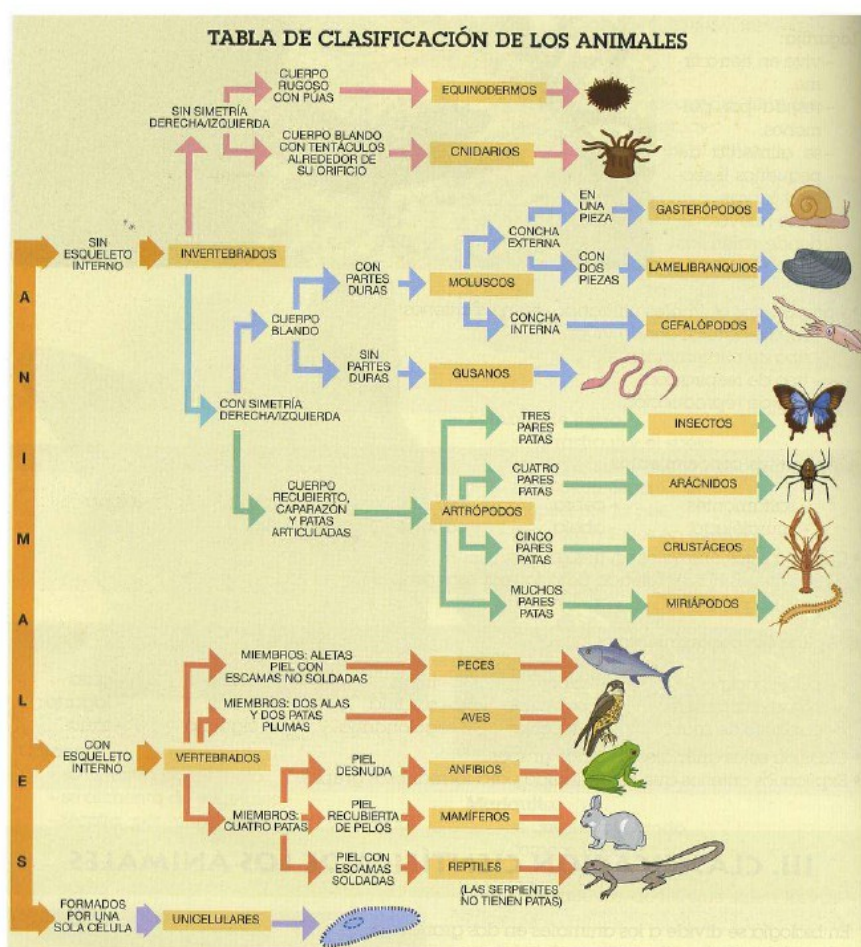 TABLA DE CLASIFICACIÓN DE LOS ANIMALES
ANIMALES
SIN
ESQUELETO
INTERNO
INVERTEBRADOS
SIN SIMETRÍA
DERECHA/IZQUIERDA
CUERPO
RUGOSO
CON PÚAS
EQUINODERMOS
CUERPO BLANDO
CON TENTÁCULOS
ALREDEDOR DE
SU ORIFICIO
CNIDARIOS
CON SIMETRÍA
DERECHA/IZQUIERDA
CUERPO
BLANDO
CON
PARTES
DURAS
MOLUSCOS
CONCHA
EXTERNA
EN
UNA
PIEZA
GASTERÓPODOS
CON
DOS
PIEZAS
LAMELIBRANQUIOS
CONCHA
INTERNA
CEFALÓPODOS
SIN
PARTES
DURAS
GUSANOS
CUERPO
RECUBIERTO,
CAPARAZÓN
Y PATAS
ARTICULADAS
ARTRÓPODOS
TRES
PARES
PATAS
INSECTOS
CUATRO
PARES
PATAS
ARÁCNIDOS
CINCO
PARES
PATAS
CRUSTÁCEOS
MUCHOS
PARES
PATAS
MIRIÁPODOS
CON
ESQUELETO
INTERNO
VERTEBRADOS
MIEMBROS: ALETAS
PIEL CON
ESCAMAS NO SOLDADAS
PECES
MIEMBROS: DOS ALAS
Y DOS PATAS
PLUMAS
AVES
MIEMBROS:
CUATRO PATAS
PIEL
DESNUDA
ANFIBIOS
PIEL
RECUBIERTA
DE PELOS
MAMÍFEROS
PIEL CON
ESCAMAS
SOLDADAS
REPTILES
(LAS SERPIENTES
NO TIENEN PATAS)
FORMADOS
POR UNA
SOLA CÉLULA
UNICELULARES